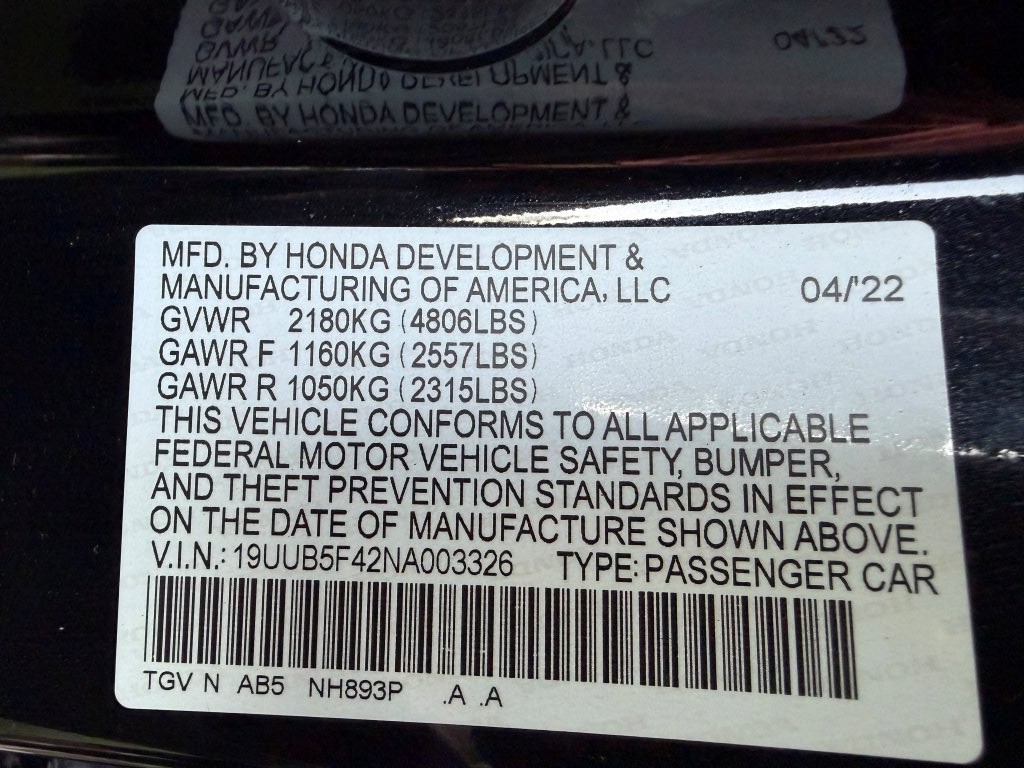 MFD. BY HONDA DEVELOPMENT &
MANUFACTURING OF AMERICA, LLC 04/'22
GVWR 2180KG (4806LBS)
GAWR F 1160KG (2557LBS)
GAWR R 1050KG (2315LBS)
THIS VEHICLE CONFORMS TO ALL APPLICABLE
FEDERAL MOTOR VEHICLE SAFETY, BUMPER,
AND THEFT PREVENTION STANDARDS IN EFFECT
ON THE DATE OF MANUFACTURE SHOWN ABOVE.
V.I.N.: 19UUB5F42NA003326 TYPE: PASSENGER CAR
TGV N AB5 NH893P .A .A